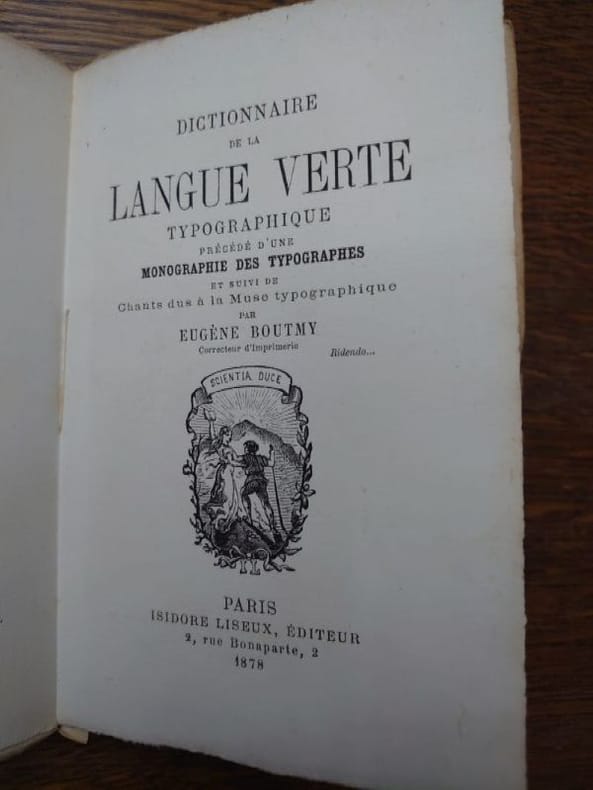 DICTIONNAIRE
DE LA
LANGUE VERTE
TYPOGRAPHIQUE
PRÉCÉDÉ D'UNE
MONOGRAPHIE DES TYPOGRAPHES
ET SUIVI DE
Chants dus à la Muse typographique
PAR
EUGÈNE BOUTMY
Correcteur d'Imprimerie
Ridendo...
SCIENTIA DUCE
IL
PARIS
ISIDORE LISEUX, ÉDITEUR
2, rue Bonaparte, 2
1878